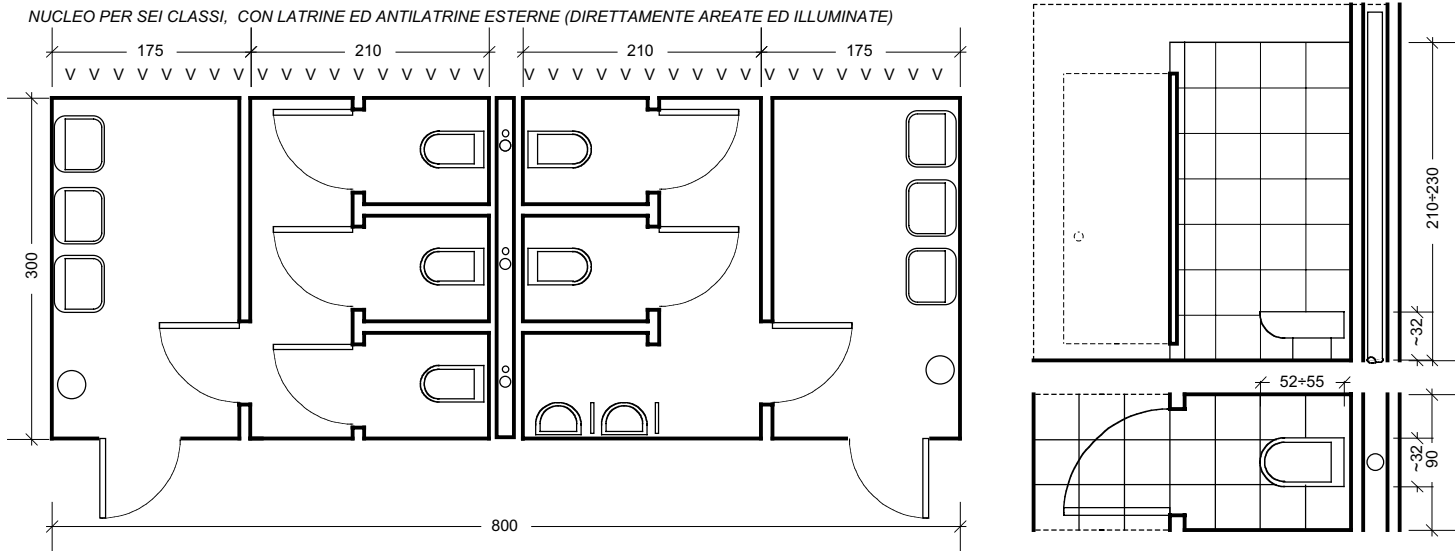 NUCLEO PER SEI CLASSI, CON LATRINE ED ANTILATRINE ESTERNE (DIRETTAMENTE AREATE ED ILLUMINATE)
175 210 210 175
V V V V V V V V V V V V V V V V V V V V V V V V V V V V V V V V V V V V
300
800
210÷230
~32
52÷55
~32
90